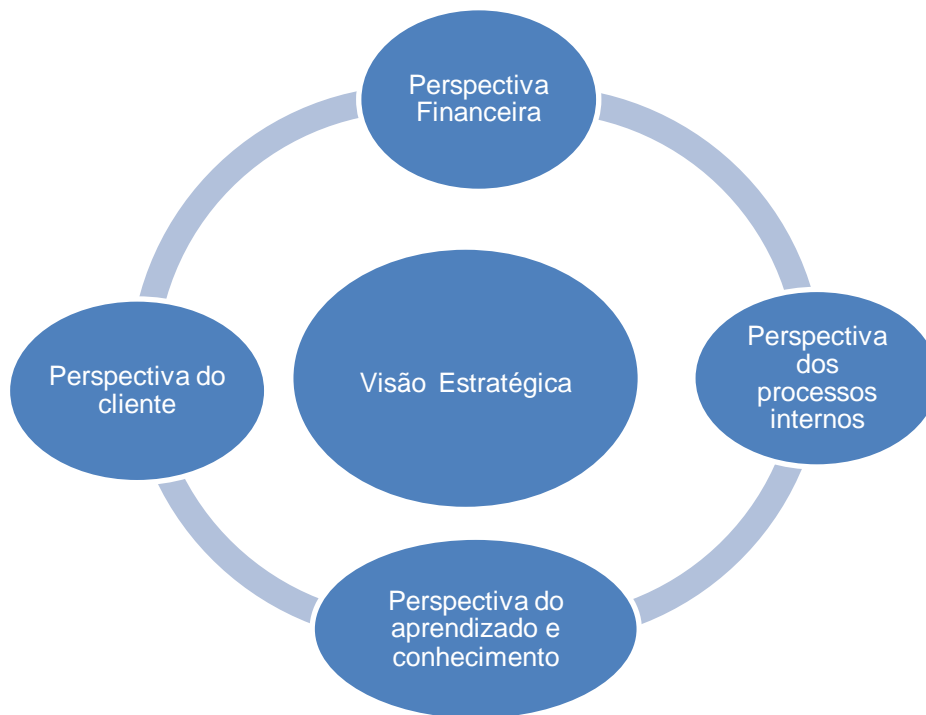 Perspectiva
Financeira
Perspectiva do
cliente
Visão Estratégica
Perspectiva
dos
processos
internos
Perspectiva do
aprendizado e
conhecimento